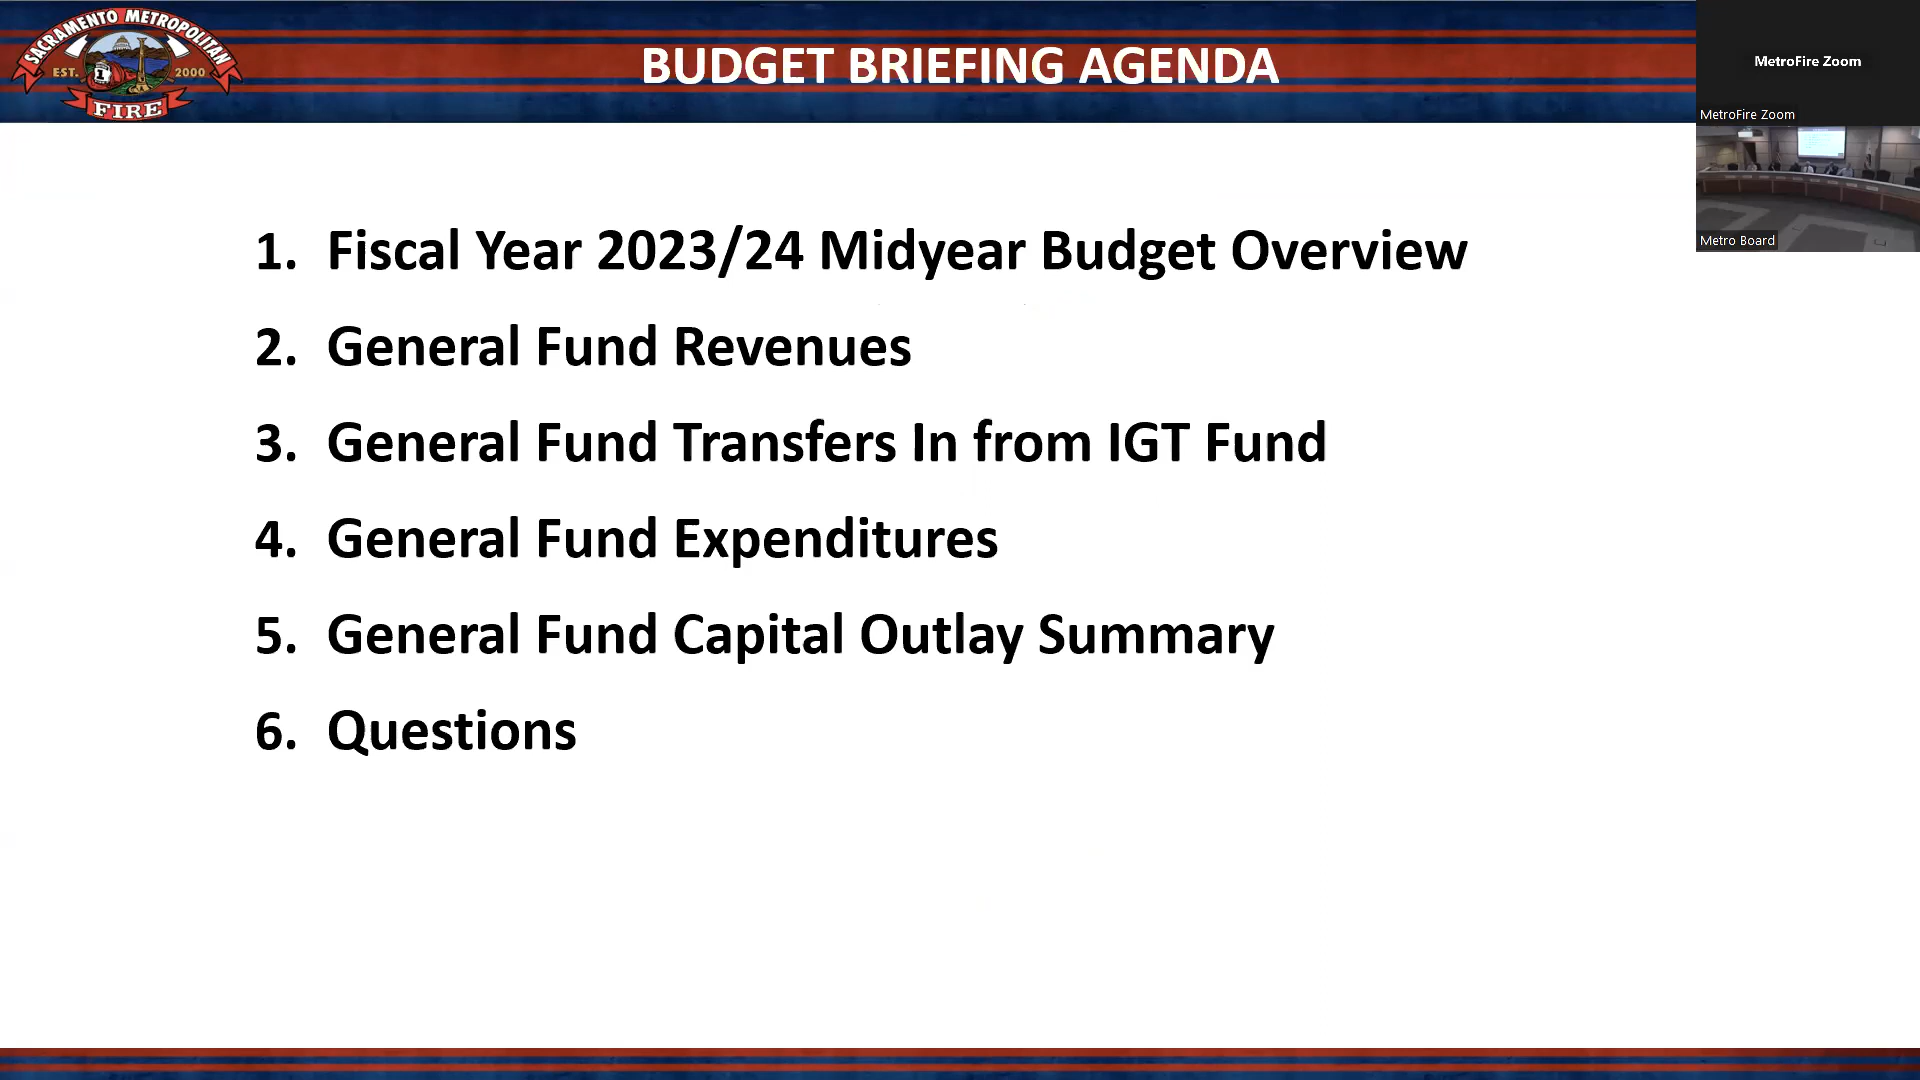 SACRAMENTO METROPOLITAN
EST. 2000
1
FIRE
BUDGET BRIEFING AGENDA
MetroFire Zoom
MetroFire Zoom
Metro Board
1. Fiscal Year 2023/24 Midyear Budget Overview
2. General Fund Revenues
3. General Fund Transfers In from IGT Fund
4. General Fund Expenditures
5. General Fund Capital Outlay Summary
6. Questions